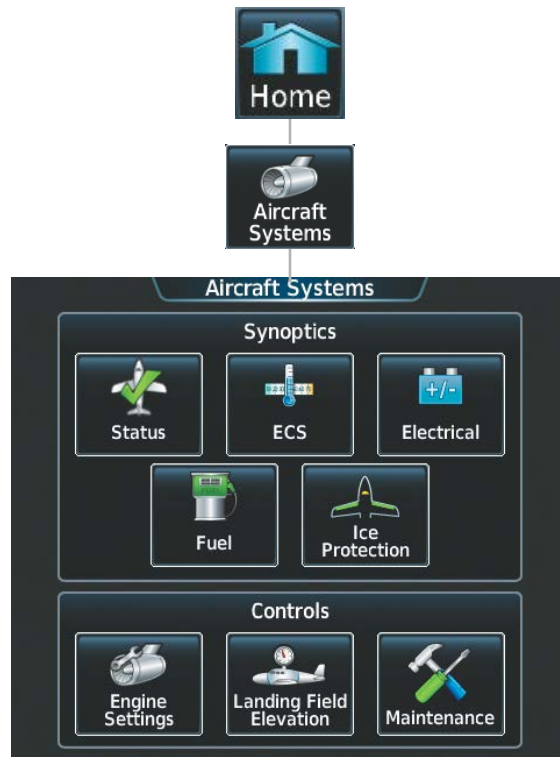 Home
Aircraft
Systems
Aircraft Systems
Synoptics
Status
ECS
+/-
Electrical
FUEL
Fuel
Ice
Protection
Controls
Engine
Settings
Landing Field
Elevation
Maintenance